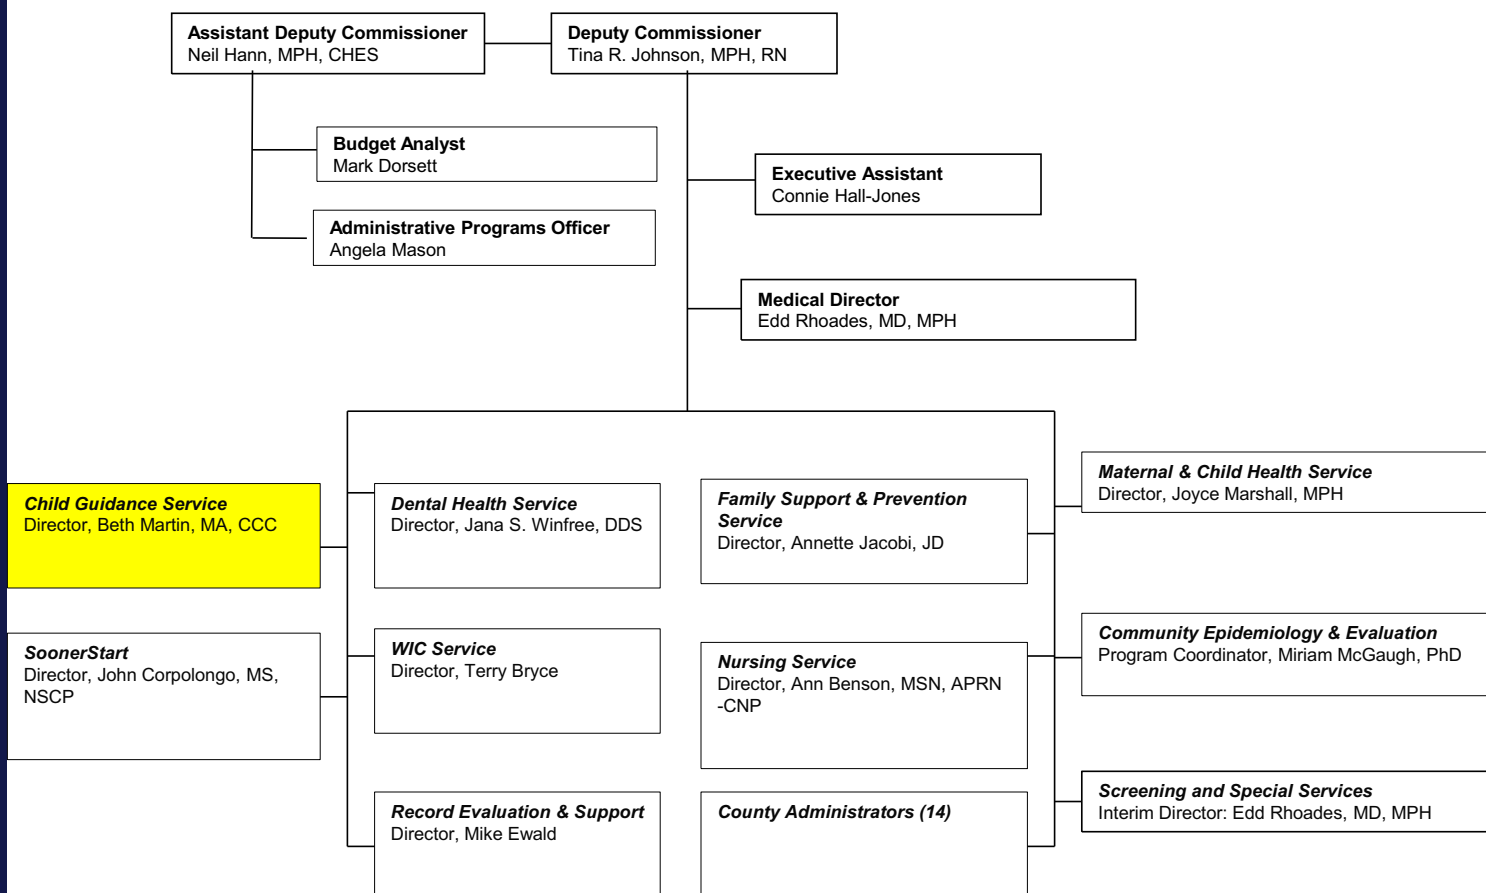 Assistant Deputy Commissioner
Neil Hann, MPH, CHES
Deputy Commissioner
Tina R. Johnson, MPH, RN
Budget Analyst
Mark Dorsett
Executive Assistant
Connie Hall-Jones
Administrative Programs Officer
Angela Mason
Medical Director
Edd Rhoades, MD, MPH
Child Guidance Service
Director, Beth Martin, MA, CCC
Dental Health Service
Director, Jana S. Winfree, DDS
Family Support & Prevention
Service
Director, Annette Jacobi, JD
Maternal & Child Health Service
Director, Joyce Marshall, MPH
SoonerStart
Director, John Corpolongo, MS,
NSCP
WIC Service
Director, Terry Bryce
Nursing Service
Director, Ann Benson, MSN, APRN
-CNP
Community Epidemiology & Evaluation
Program Coordinator, Miriam McGaugh, PhD
Record Evaluation & Support
Director, Mike Ewald
County Administrators (14)
Screening and Special Services
Interim Director: Edd Rhoades, MD, MPH